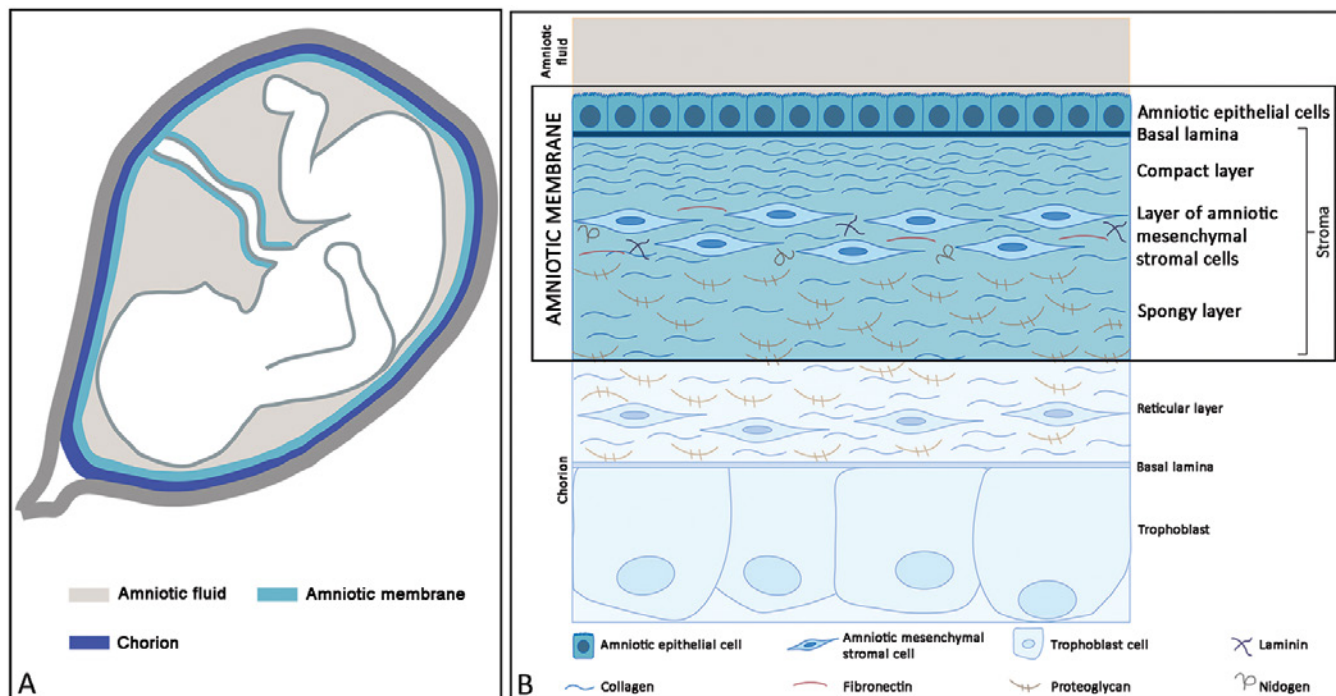 Amniotic fluid
Amniotic membrane
Chorion
A
Amniotic
fluid
AMNIOTIC MEMBRANE
Chorion
Amniotic epithelial cells
Basal lamina
Compact layer
Layer of amniotic
mesenchymal
stromal cells
Spongy layer
Stroma
Reticular layer
Basal lamina
Trophoblast
Amniotic epithelial cell
Amniotic mesenchymal
stromal cell
Trophoblast cell
Laminin
Collagen
Fibronectin
Proteoglycan
Nidogen
B